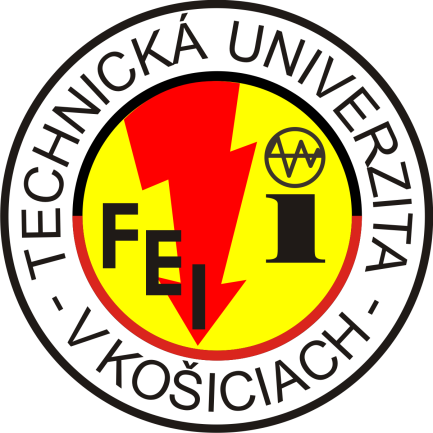 TECHNICKÁ UNIVERZITA
- V KOŠICIACH -
FEI
i